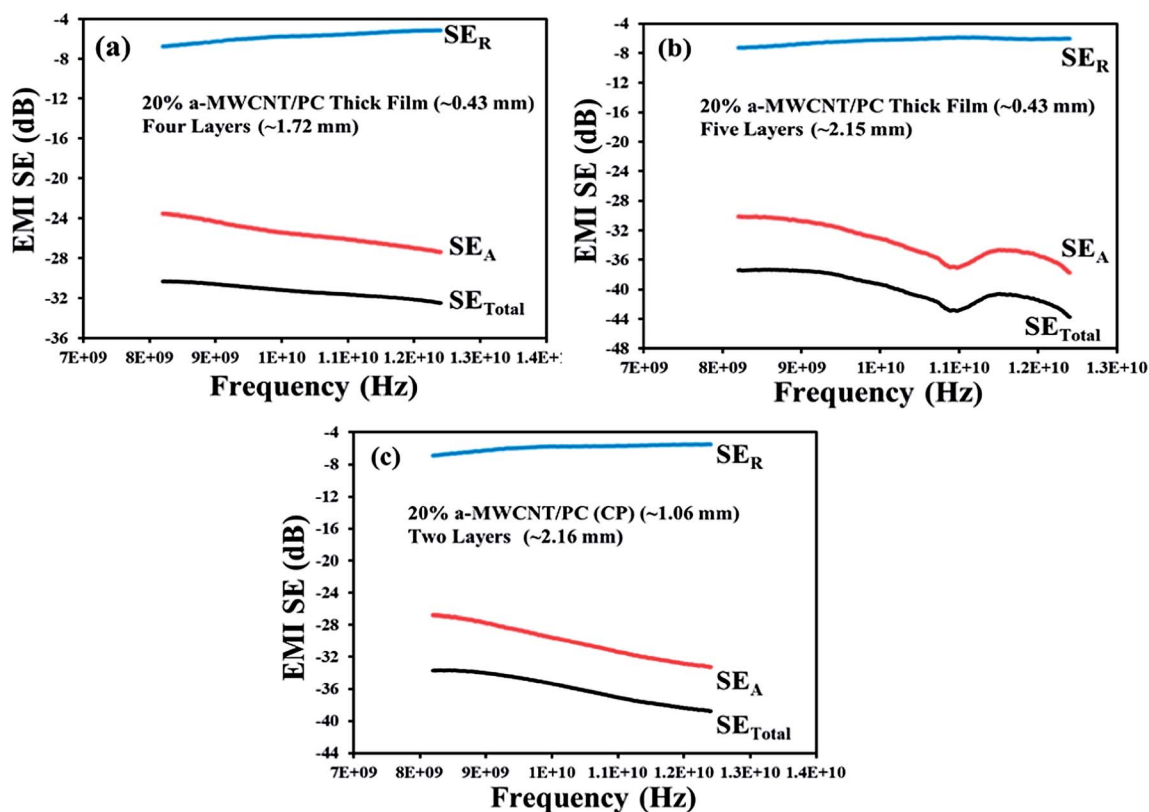 (a)
EMI SE (dB)
-4
-8
-12
-16
-20
-24
-28
-32
-36
SE_R
20% a-MWCNT/PC Thick Film (~0.43 mm)
Four Layers (~1.72 mm)
SE_A
SE_Total
7E+09 8E+09 9E+09 1E+10 1.1E+10 1.2E+10 1.3E+10 1.4E+1
Frequency (Hz)
(b)
EMI SE (dB)
-4
-8
-12
-16
-20
-24
-28
-32
-36
-40
-44
-48
SE_R
20% a-MWCNT/PC Thick Film (~0.43 mm)
Five Layers (~2.15 mm)
SE_A
SE_Total
7E+09 8E+09 9E+09 1E+10 1.1E+10 1.2E+10 1.3E+10
Frequency (Hz)
(c)
EMI SE (dB)
-4
-8
-12
-16
-20
-24
-28
-32
-36
-40
-44
SE_R
20% a-MWCNT/PC (CP) (~1.06 mm)
Two Layers (~2.16 mm)
SE_A
SE_Total
7E+09 8E+09 9E+09 1E+10 1.1E+10 1.2E+10 1.3E+10 1.4E+10
Frequency (Hz)